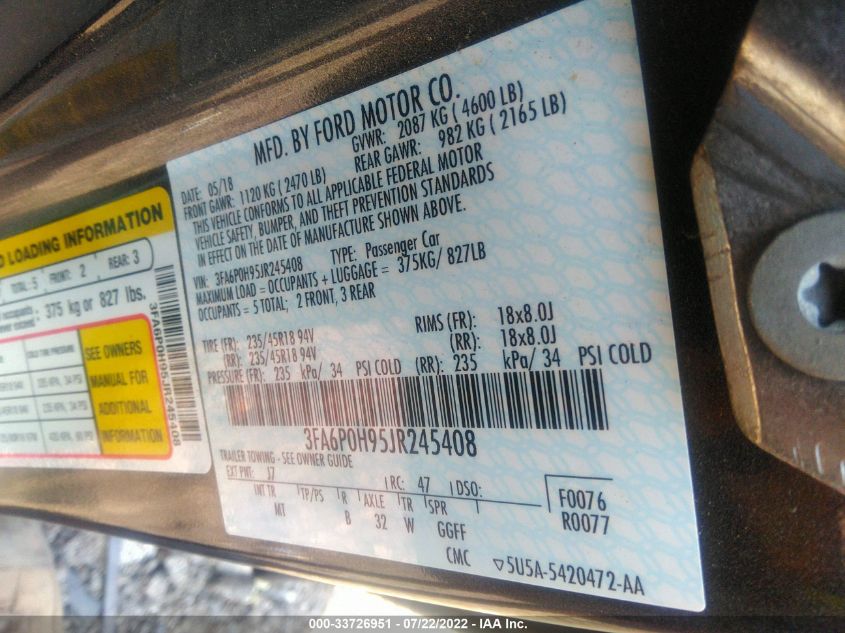 MFD. BY FORD MOTOR CO.
DATE: 05/18 GVWR: 2087 KG ( 4600 LB)
FRONT GAWR: 1120 KG (2470 LB) REAR GAWR: 982 KG ( 2165 LB)
THIS VEHICLE CONFORMS TO ALL APPLICABLE FEDERAL MOTOR
VEHICLE SAFETY, BUMPER, AND THEFT PREVENTION STANDARDS
IN EFFECT ON THE DATE OF MANUFACTURE SHOWN ABOVE.
VIN: 3FA6P0H95JR245408 TYPE: Passenger Car
MAXIMUM LOAD = OCCUPANTS + LUGGAGE = 375KG/ 827LB
OCCUPANTS = 5 TOTAL; 2 FRONT, 3 REAR
TIRE (FR): 235/45R18 94V RIMS (FR): 18x8.0J
(RR): 235/45R18 94V (RR): 18x8.0J
PRESSURE (FR): 235 kPa/ 34 PSI COLD (RR): 235 kPa/ 34 PSI COLD
3FA6P0H95JR245408
TRAILER TOWING - SEE OWNER GUIDE
EXT PNT: J7 RC: 47 DSO:
INT TR TP/PS R AXLE TR SPR
MT B 32 W GGFF
CMC
F0076
R0077
5U5A-5420472-AA
LOADING INFORMATION
TOTAL: 5 FRONT: 2 REAR: 3
375 kg or 827 lbs.
COLD TIRE PRESSURE
SEE OWNERS
MANUAL FOR
ADDITIONAL
INFORMATION
3FA6P0H95JR245408
000-33726951 - 07/22/2022 - IAA Inc.